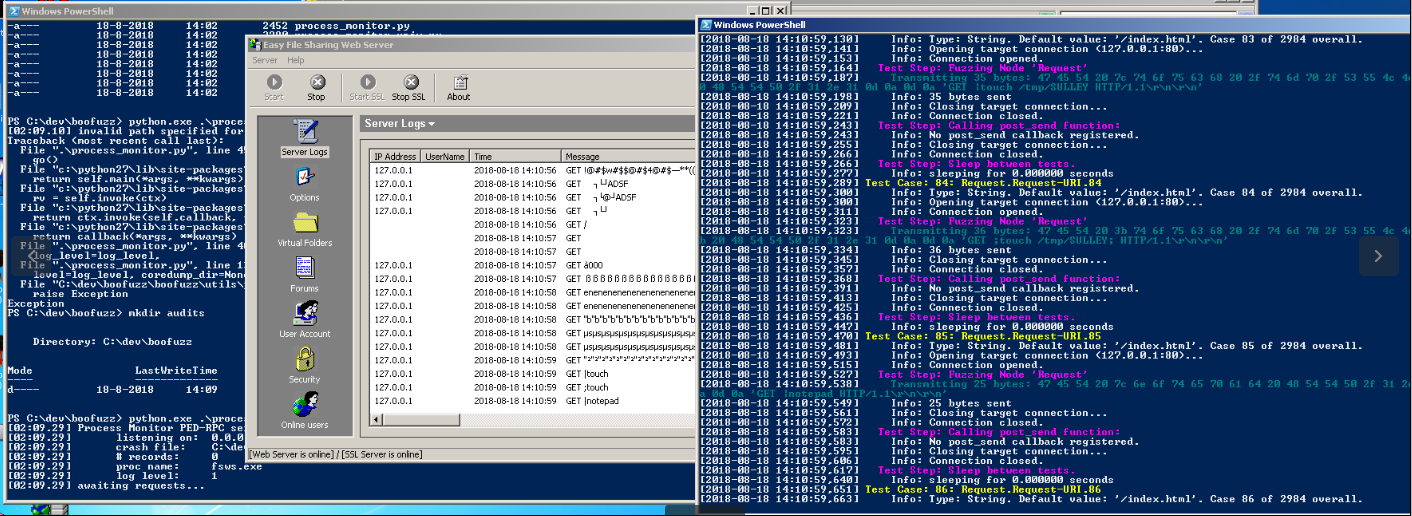 Windows PowerShell
-a--- 18-8-2018 14:02 2452 process_monitor.py
-a--- 18-8-2018 14:02
-a--- 18-8-2018 14:02
-a--- 18-8-2018 14:02
-a--- 18-8-2018 14:02
-a--- 18-8-2018 14:02
PS C:\dev\boofuzz> python.exe .\proces
[02:09.10] invalid path specified for
Traceback (most recent call last):
File ".\process_monitor.py", line 4
go()
File "c:\python27\lib\site-packages
return self.main(*args, **kwargs)
File "c:\python27\lib\site-packages
rv = self.invoke(ctx)
File "c:\python27\lib\site-packages
return ctx.invoke(self.callback,
File "c:\python27\lib\site-packages
return callback(*args, **kwargs)
File ".\process_monitor.py", line 4
log_level=log_level,
File ".\process_monitor.py", line 1
level=log_level, coredump_dir=None
File "C:\dev\boofuzz\boofuzz\utils\
raise Exception
Exception
PS C:\dev\boofuzz> mkdir audits
Directory: C:\dev\boofuzz
Mode LastWriteTime
---- -------------
d---- 18-8-2018 14:09
PS C:\dev\boofuzz> python.exe .\proces
[02:09.29] Process Monitor PED-RPC se
[02:09.29] listening on: 0.0.0
[02:09.29] crash file: C:\de
[02:09.29] # records: 0
[02:09.29] proc name: fsws.exe
[02:09.29] log level: 1
[02:09.29] awaiting requests...
Easy File Sharing Web Server
Server Help
Start Stop Start SSL Stop SSL About
Server Logs
Options
Virtual Folders
Forums
User Account
Security
Online users
Server Logs
IP Address UserName Time Message
127.0.0.1 2018-08-18 14:10:56 GET !@#$w#$$@#$4@#$—**((
127.0.0.1 2018-08-18 14:10:56 GET ┐└┘ADSF
127.0.0.1 2018-08-18 14:10:56 GET ┐└@┘ADSF
127.0.0.1 2018-08-18 14:10:56 GET ┐└┘
2018-08-18 14:10:56 GET /
2018-08-18 14:10:57 GET
2018-08-18 14:10:57 GET
127.0.0.1 2018-08-18 14:10:56 GET à000
127.0.0.1 2018-08-18 14:10:57 GET
127.0.0.1 2018-08-18 14:10:58 GET enenenenenenenenenenen
127.0.0.1 2018-08-18 14:10:58 GET enenenenenenenenenenen
127.0.0.1 2018-08-18 14:10:58 GET
127.0.0.1 2018-08-18 14:10:58 GET µsµsµsµsµsµsµsµsµsµsµs
127.0.0.1 2018-08-18 14:10:58 GET µsµsµsµsµsµsµsµsµsµsµs
127.0.0.1 2018-08-18 14:10:59 GET
127.0.0.1 2018-08-18 14:10:59 GET |touch
127.0.0.1 2018-08-18 14:10:59 GET ;touch
127.0.0.1 2018-08-18 14:10:59 GET |notepad
[Web Server is online] / [SSL Server is online]
Windows PowerShell
[2018-08-18 14:10:59,130] Info: Type: String. Default value: '/index.html'. Case 83 of 2984 overall.
[2018-08-18 14:10:59,141] Info: Opening target connection (127.0.0.1:80)...
[2018-08-18 14:10:59,153] Info: Connection opened.
[2018-08-18 14:10:59,164] Test Step: Fuzzing Node 'Request'
[2018-08-18 14:10:59,187] Transmitting 35 bytes: 47 45 54 20 7c 74 6f 75 63 68 20 2f 74 6d 70 2f 53 55 4c 4c
0 48 54 54 50 2f 31 2e 31 0d 0a 0d 0a 'GET |touch /tmp/SULLEY HTTP/1.1\r\n\r\n'
[2018-08-18 14:10:59,198] Info: 35 bytes sent
[2018-08-18 14:10:59,209] Info: Closing target connection...
[2018-08-18 14:10:59,221] Info: Connection closed.
[2018-08-18 14:10:59,243] Test Step: Calling post_send function:
[2018-08-18 14:10:59,243] Info: No post_send callback registered.
[2018-08-18 14:10:59,255] Info: Closing target connection...
[2018-08-18 14:10:59,266] Info: Connection closed.
[2018-08-18 14:10:59,266] Test Step: Sleep between tests.
[2018-08-18 14:10:59,277] Info: sleeping for 0.000000 seconds
[2018-08-18 14:10:59,289] Test Case: 84: Request.Request-URI.84
[2018-08-18 14:10:59,300] Info: Type: String. Default value: '/index.html'. Case 84 of 2984 overall.
[2018-08-18 14:10:59,300] Info: Opening target connection (127.0.0.1:80)...
[2018-08-18 14:10:59,311] Info: Connection opened.
[2018-08-18 14:10:59,323] Test Step: Fuzzing Node 'Request'
[2018-08-18 14:10:59,323] Transmitting 36 bytes: 47 45 54 20 3b 74 6f 75 63 68 20 2f 74 6d 70 2f 53 55 4c 4c
b 20 48 54 54 50 2f 31 2e 31 0d 0a 0d 0a 'GET ;touch /tmp/SULLEY; HTTP/1.1\r\n\r\n'
[2018-08-18 14:10:59,334] Info: 36 bytes sent
[2018-08-18 14:10:59,345] Info: Closing target connection...
[2018-08-18 14:10:59,357] Info: Connection closed.
[2018-08-18 14:10:59,368] Test Step: Calling post_send function:
[2018-08-18 14:10:59,391] Info: No post_send callback registered.
[2018-08-18 14:10:59,413] Info: Closing target connection...
[2018-08-18 14:10:59,425] Info: Connection closed.
[2018-08-18 14:10:59,436] Test Step: Sleep between tests.
[2018-08-18 14:10:59,447] Info: sleeping for 0.000000 seconds
[2018-08-18 14:10:59,470] Test Case: 85: Request.Request-URI.85
[2018-08-18 14:10:59,481] Info: Type: String. Default value: '/index.html'. Case 85 of 2984 overall.
[2018-08-18 14:10:59,493] Info: Opening target connection (127.0.0.1:80)...
[2018-08-18 14:10:59,515] Info: Connection opened.
[2018-08-18 14:10:59,527] Test Step: Fuzzing Node 'Request'
[2018-08-18 14:10:59,538] Transmitting 25 bytes: 47 45 54 20 7c 6e 6f 74 65 70 61 64 20 48 54 54 50 2f 31 2e
a 0d 0a 'GET |notepad HTTP/1.1\r\n\r\n'
[2018-08-18 14:10:59,549] Info: 25 bytes sent
[2018-08-18 14:10:59,561] Info: Closing target connection...
[2018-08-18 14:10:59,572] Info: Connection closed.
[2018-08-18 14:10:59,583] Test Step: Calling post_send function:
[2018-08-18 14:10:59,583] Info: No post_send callback registered.
[2018-08-18 14:10:59,595] Info: Closing target connection...
[2018-08-18 14:10:59,606] Info: Connection closed.
[2018-08-18 14:10:59,617] Test Step: Sleep between tests.
[2018-08-18 14:10:59,640] Info: sleeping for 0.000000 seconds
[2018-08-18 14:10:59,651] Test Case: 86: Request.Request-URI.86
[2018-08-18 14:10:59,663] Info: Type: String. Default value: '/index.html'. Case 86 of 2984 overall.